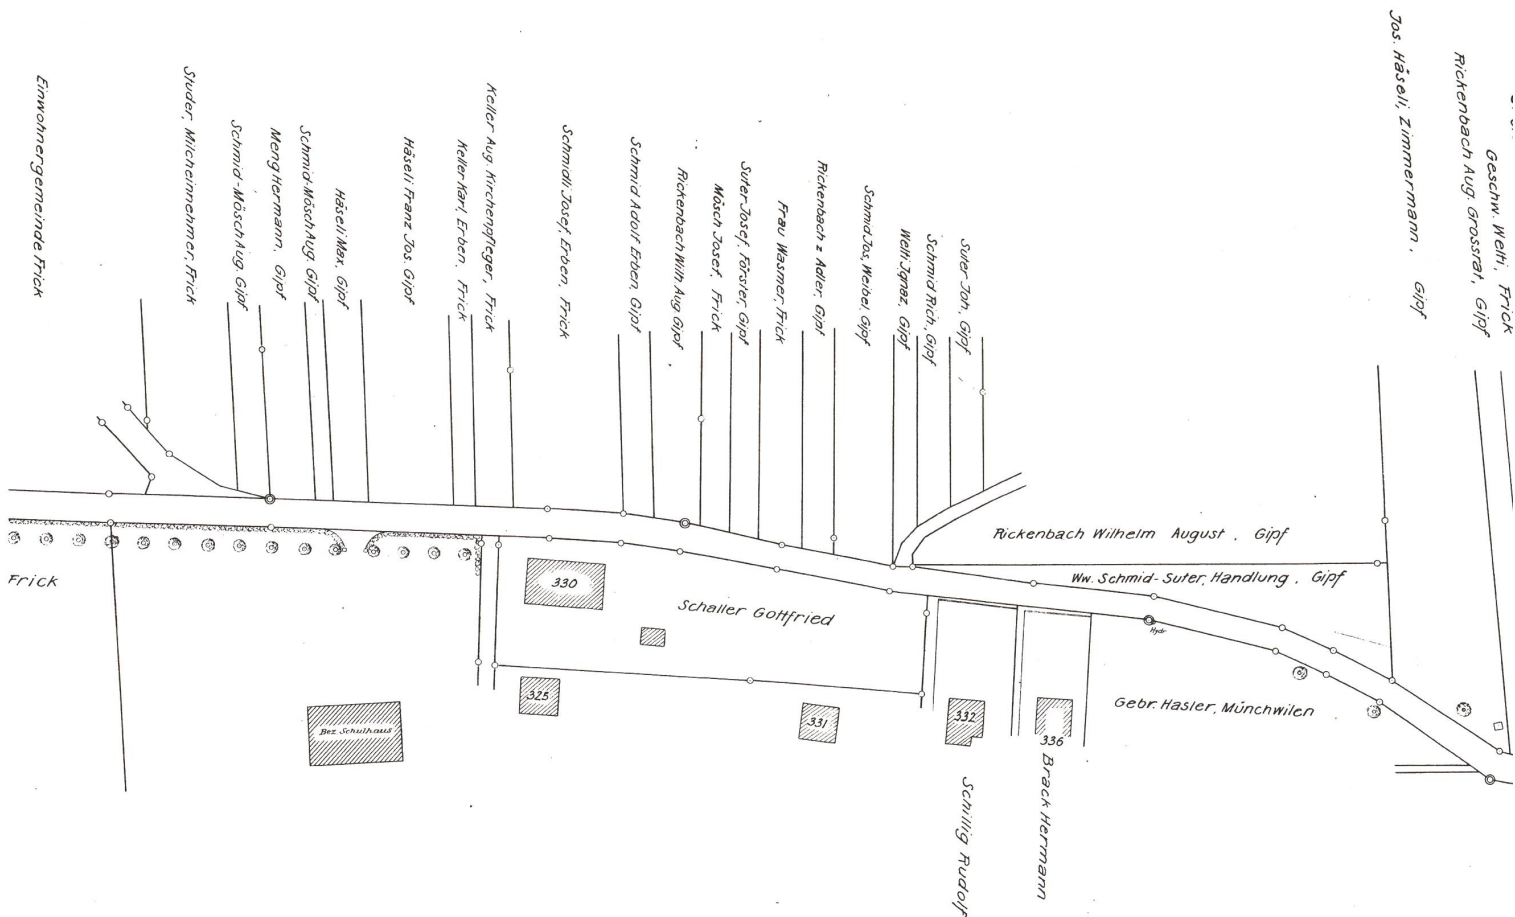 Einwohnergemeinde Frick
Studer, Milcheinnehmer, Frick
Schmid-Mösch Aug. Gipf
Meng Hermann, Gipf
Schmid-Mösch Aug. Gipf
Häseli Max, Gipf
Häseli Franz Jos. Gipf
Keller Karl, Erben, Frick
Keller Aug. Kirchenpfleger, Frick
Schmidli Josef, Erben, Frick
Schmid Adolf Erben, Gipf
Rickenbach Wilh. Aug. Gipf
Mösch Josef, Frick
Suter Josef, Förster, Gipf
Frau Wasmer, Frick
Rickenbach z Adler, Gipf
Schmid Jos. Weibel, Gipf
Welti Ignaz, Gipf
Schmid Rich., Gipf
Suter Joh., Gipf
Jos. Häseli, Zimmermann, Gipf
Rickenbach Aug. Grossrat, Gipf
Geschw. Welti, Frick
Rickenbach Wilhelm August, Gipf
Ww. Schmid-Suter, Handlung, Gipf
Frick
330
Schaller Gottfried
Hydr
325
331
332
336
Gebr. Hasler, Münchwilen
Bez Schulhaus
Schillig Rudolf
Brack Hermann